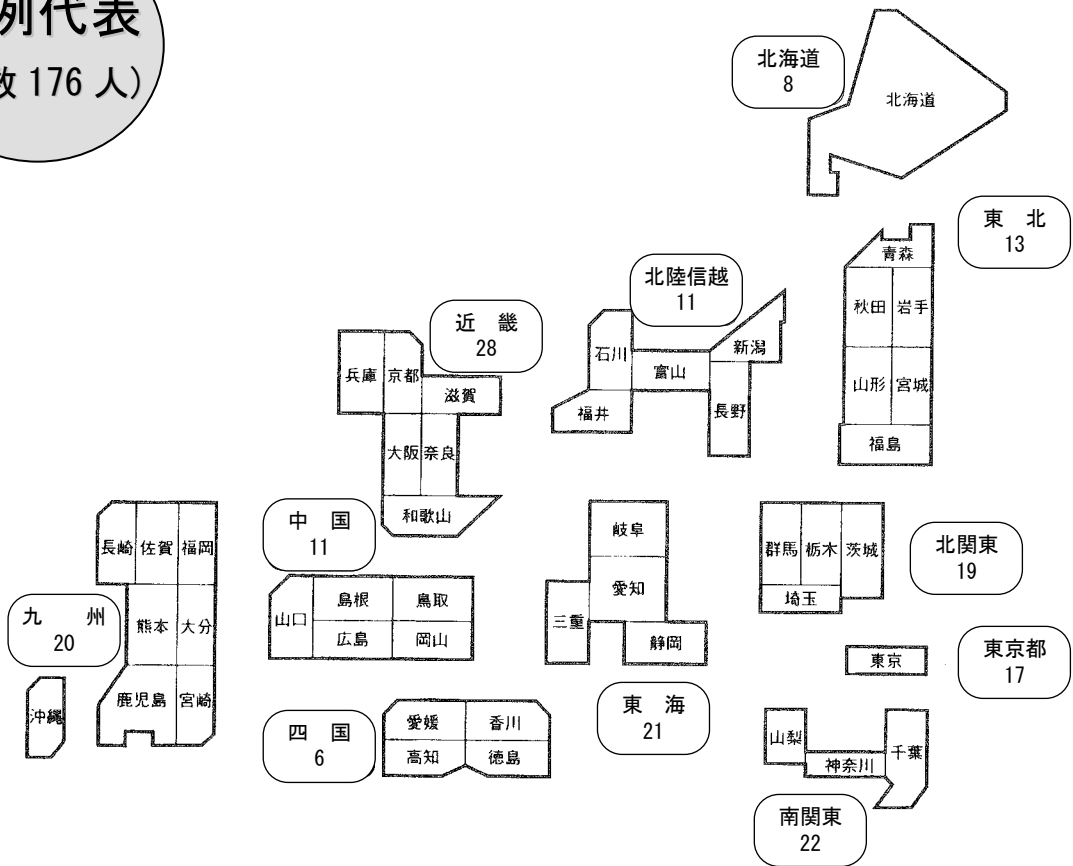 例代表
数 176 人)
北海道
8
北海道
東 北
13
青森
秋田 岩手
山形 宮城
福島
北陸信越
11
石川
富山
新潟
福井
長野
近 畿
28
兵庫 京都
滋賀
大阪 奈良
和歌山
中 国
11
山口
島根 鳥取
広島 岡山
長崎 佐賀 福岡
九 州
20
熊本 大分
鹿児島 宮崎
沖縄
四 国
6
愛媛 香川
高知 徳島
岐阜
愛知
三重
静岡
東 海
21
群馬 栃木 茨城
埼玉
北関東
19
東京
東京都
17
山梨
神奈川
千葉
南関東
22